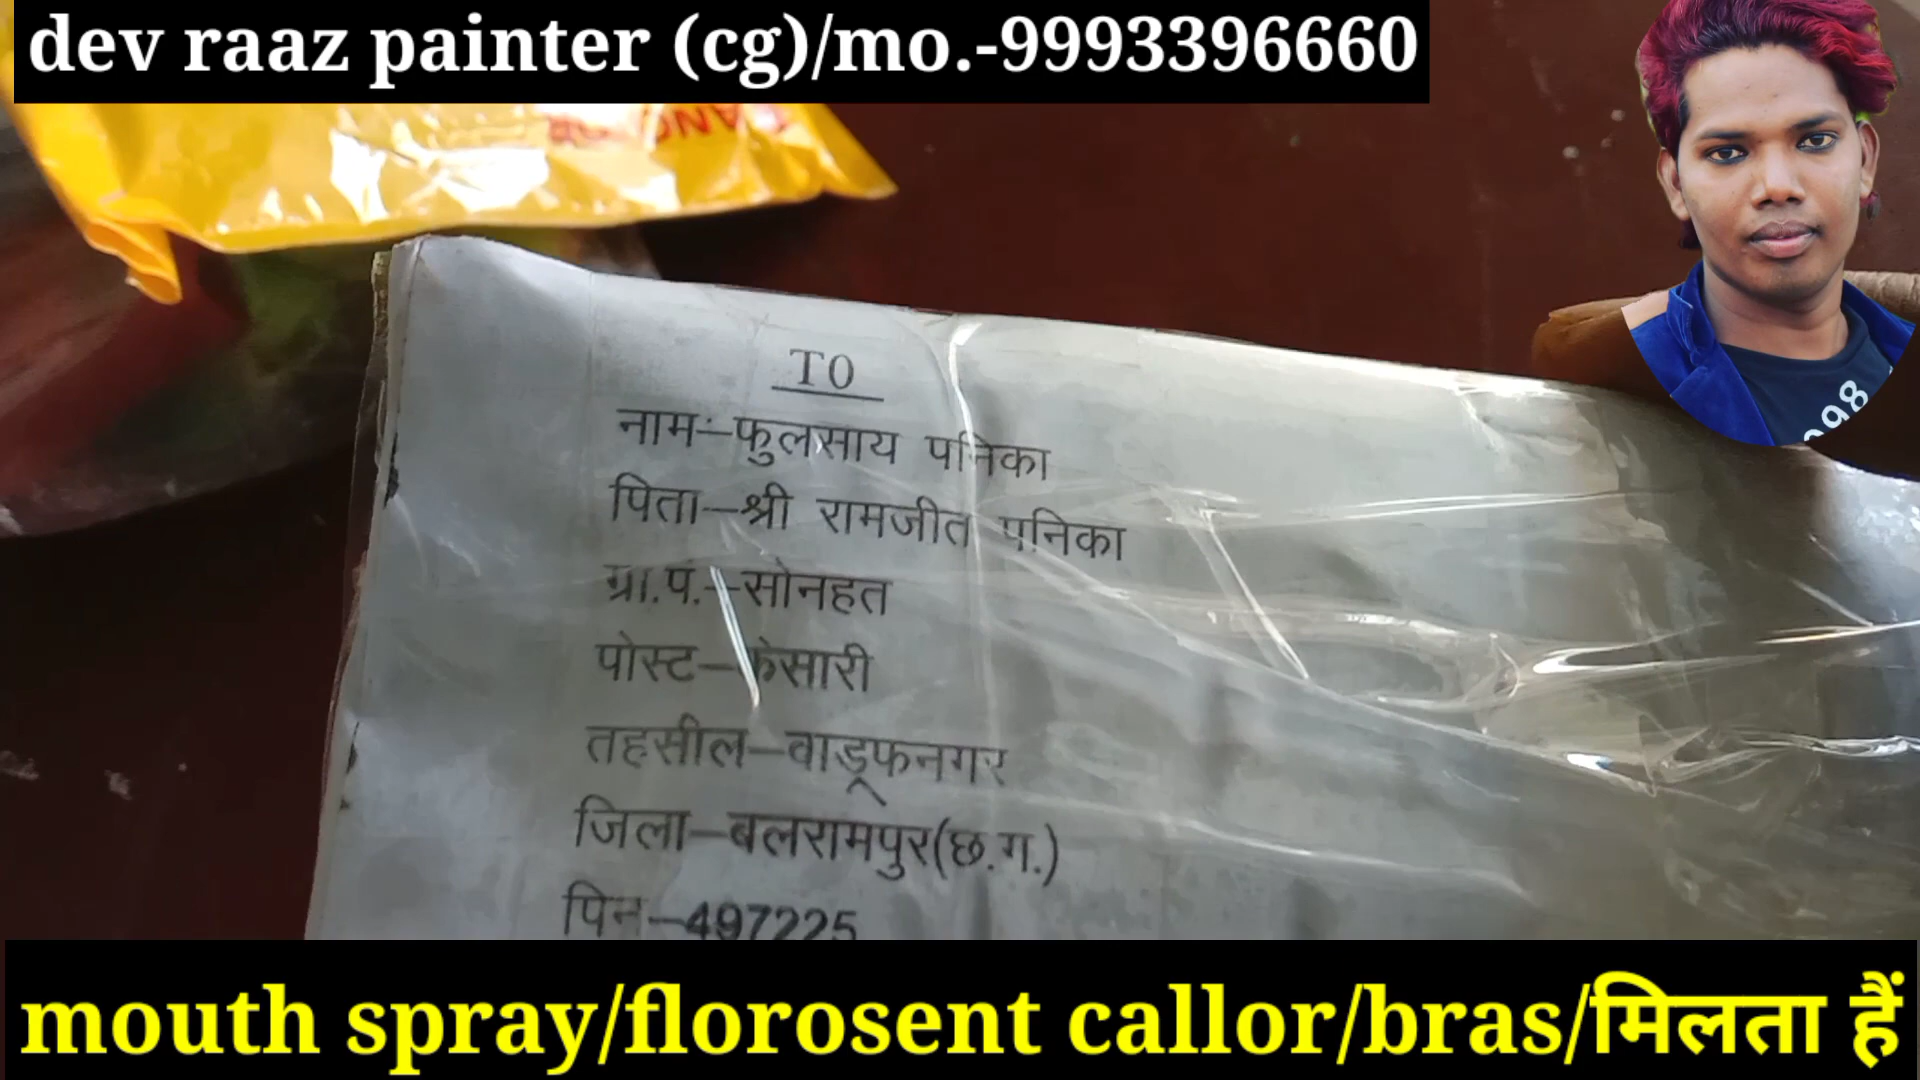 dev raaz painter (cg)/mo.-9993396660
TO
नामः–फुलसाय पनिका
पिता–श्री रामजीत पनिका
ग्रा.पं.–सोनहत
पोस्ट–केसारी
तहसील–वाड्रफनगर
जिला–बलरामपुर(छ.ग.)
पिन–497225
098
mouth spray/florosent callor/bras/मिलता हैं